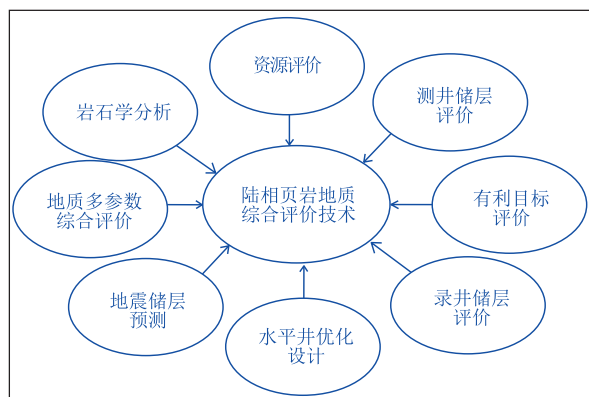 资源评价
测井储层
评价
岩石学分析
陆相页岩地质
综合评价技术
地质多参数
综合评价
有利目标
评价
地震储层
预测
录井储层
评价
水平井优化
设计